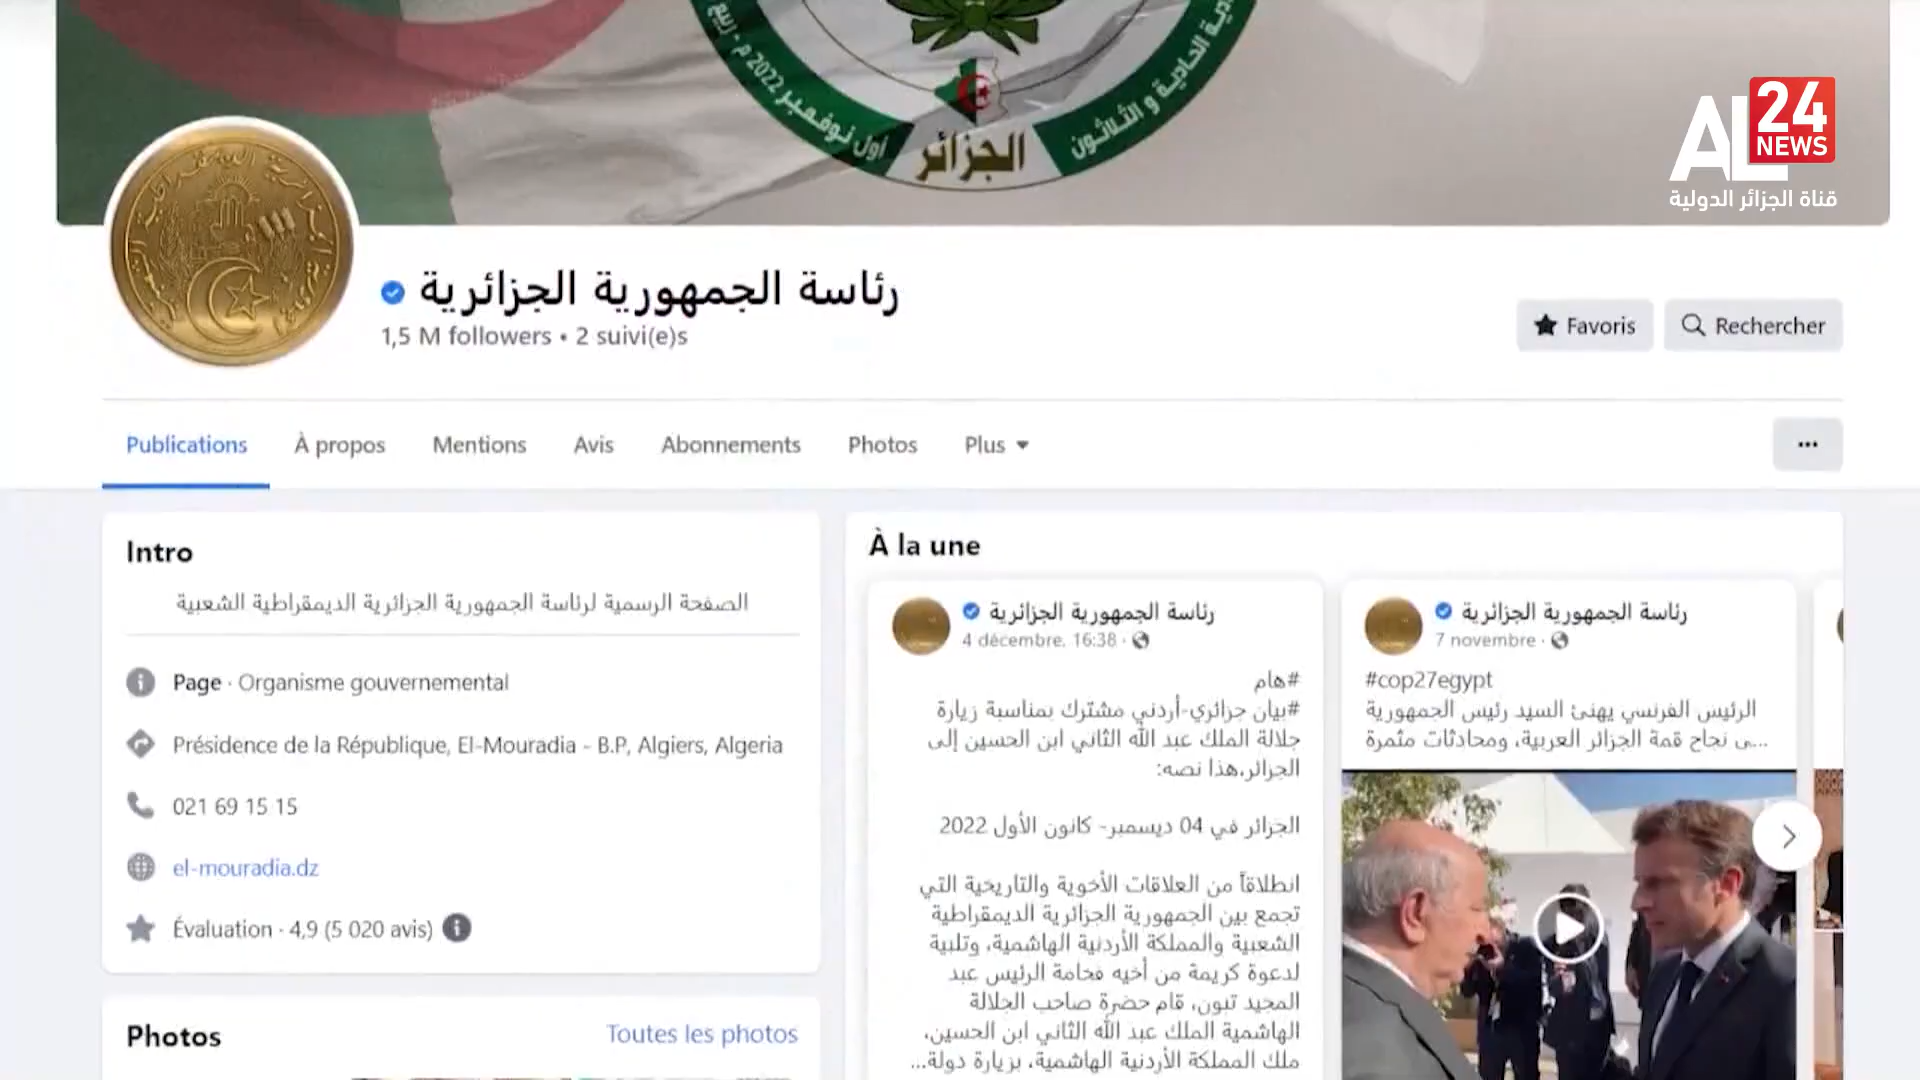 أول نوفمبر 2022 م - ربيع
الحادية و الثلاثون
الجزائر
AL 24 NEWS
قناة الجزائر الدولية
رئاسة الجمهورية الجزائرية
1,5 M followers • 2 suivi(e)s
Favoris
Rechercher
Publications
À propos
Mentions
Avis
Abonnements
Photos
Plus
Intro
الصفحة الرسمية لرئاسة الجمهورية الجزائرية الديمقراطية الشعبية
Page · Organisme gouvernemental
Présidence de la République, El-Mouradia - B.P, Algiers, Algeria
021 69 15 15
el-mouradia.dz
Évaluation · 4,9 (5 020 avis)
Photos
Toutes les photos
À la une
رئاسة الجمهورية الجزائرية
4 décembre, 16:38 ·
#هام
#بيان جزائري-أردني مشترك بمناسبة زيارة
جلالة الملك عبد الله الثاني ابن الحسين إلى
الجزائر،هذا نصه:
الجزائر في 04 ديسمبر- كانون الأول 2022
انطلاقاً من العلاقات الأخوية والتاريخية التي
تجمع بين الجمهورية الجزائرية الديمقراطية
الشعبية والمملكة الأردنية الهاشمية، وتلبية
لدعوة كريمة من أخيه فخامة الرئيس عبد
المجيد تبون، قام حضرة صاحب الجلالة
الهاشمية الملك عبد الله الثاني ابن الحسين،
ملك المملكة الأردنية الهاشمية، بزيارة دولة...
رئاسة الجمهورية الجزائرية
7 novembre ·
#cop27egypt
الرئيس الفرنسي يهنئ السيد رئيس الجمهورية
...ى نجاح قمة الجزائر العربية، ومحادثات مثمرة